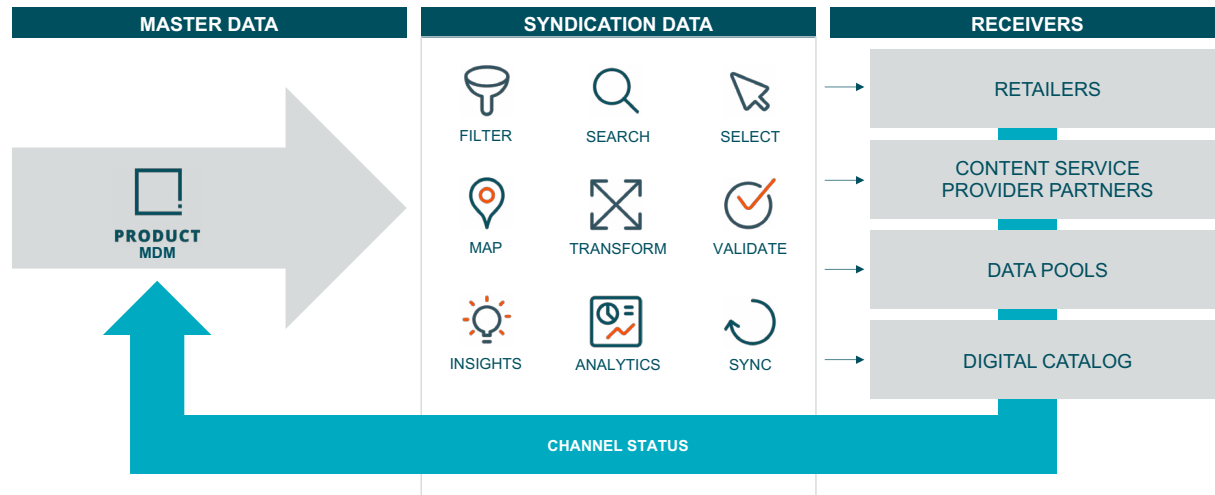 MASTER DATA
SYNDICATION DATA
RECEIVERS
PRODUCT
MDM
FILTER
SEARCH
SELECT
MAP
TRANSFORM
VALIDATE
INSIGHTS
ANALYTICS
SYNC
RETAILERS
CONTENT SERVICE
PROVIDER PARTNERS
DATA POOLS
DIGITAL CATALOG
CHANNEL STATUS